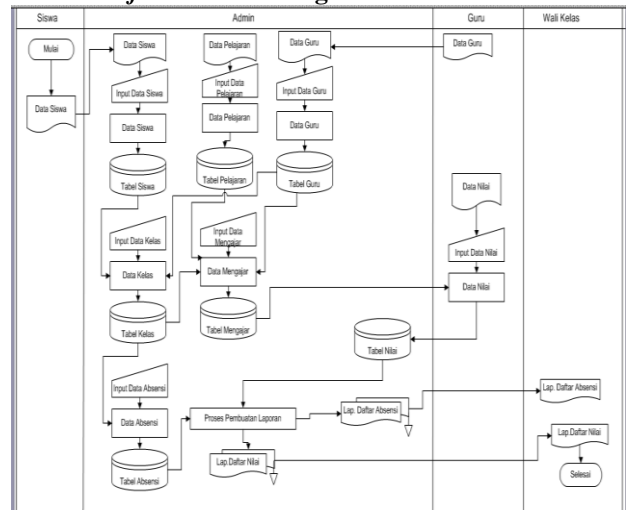 Siswa
Admin
Guru
Wali Kelas
Mulai
Data Siswa
Data Siswa
Input Data Siswa
Data Siswa
Tabel Siswa
Data Pelajaran
Input Data
Pelajaran
Data Pelajaran
Tabel Pelajaran
Data Guru
Input Data Guru
Data Guru
Tabel Guru
Data Guru
Input Data Kelas
Data Kelas
Tabel Kelas
Input Data
Mengajar
Data Mengajar
Tabel Mengajar
Data Nilai
Input Data Nilai
Data Nilai
Tabel Nilai
Input Data Absensi
Data Absensi
Tabel Absensi
Proses Pembuatan Laporan
Lap. Daftar Absensi
Lap.Daftar Nilai
Lap. Daftar Absensi
Lap.Daftar Nilai
Selesai